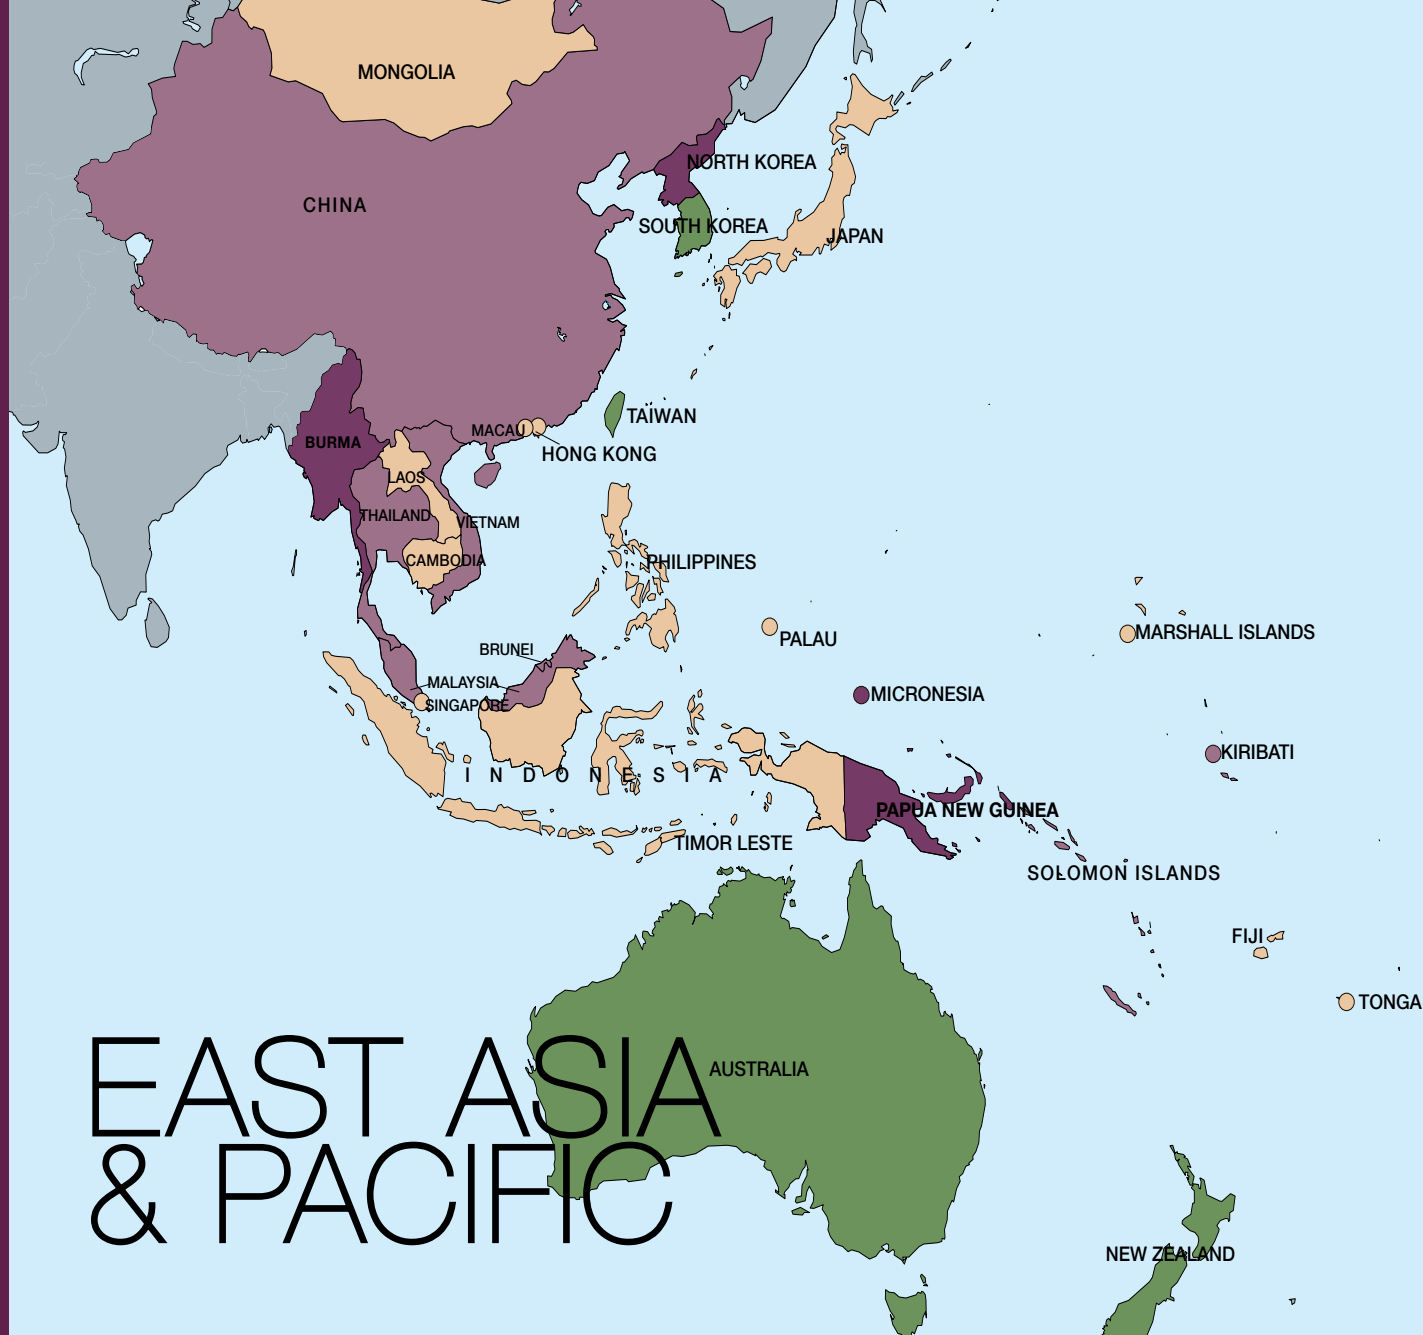 MONGOLIA
NORTH KOREA
CHINA
SOUTH KOREA
JAPAN
TAIWAN
MACAU
BURMA
HONG KONG
LAOS
THAILAND
VIETNAM
CAMBODIA
PHILIPPINES
MARSHALL ISLANDS
PALAU
BRUNEI
MALAYSIA
MICRONESIA
SINGAPORE
KIRIBATI
INDONESIA
PAPUA NEW GUINEA
TIMOR LESTE
SOLOMON ISLANDS
FIJI
TONGA
EAST ASIA
AUSTRALIA
& PACIFIC
NEW ZEALAND